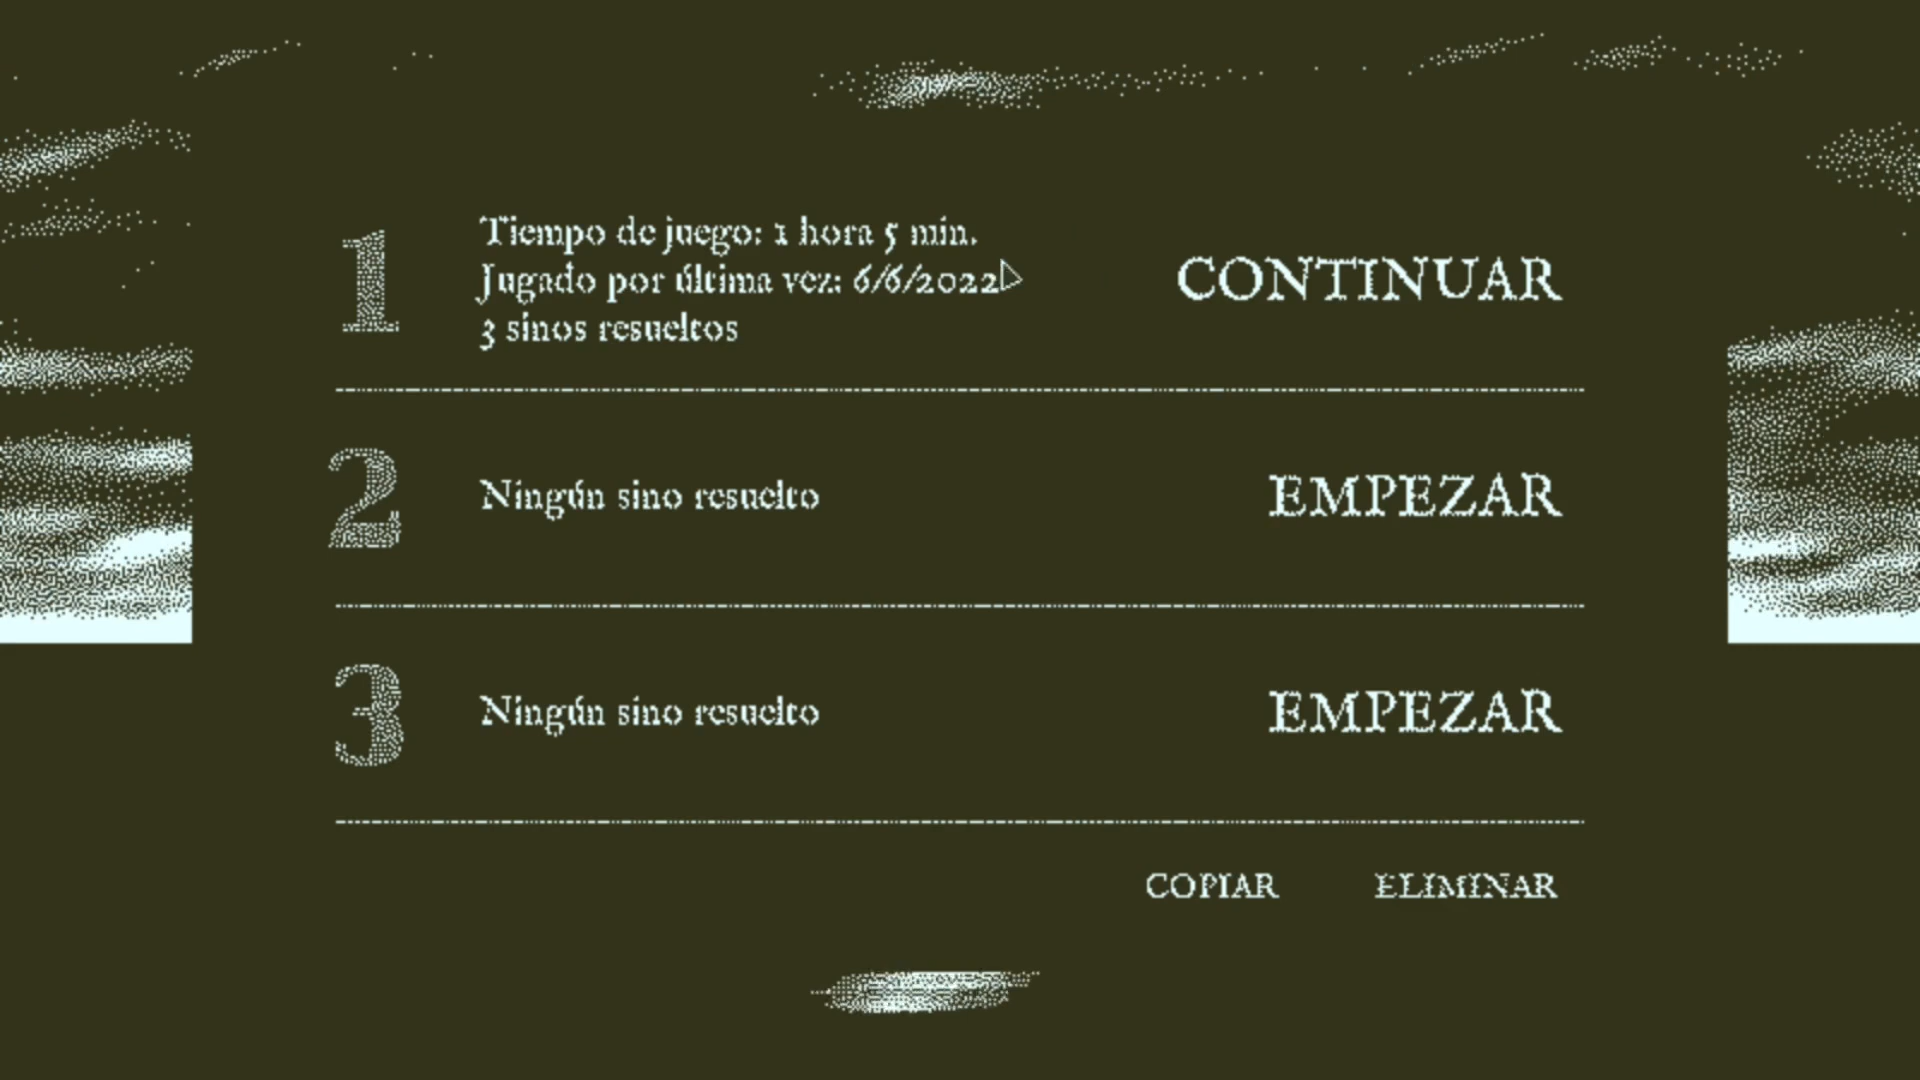 1
Tiempo de juego: 1 hora 5 min.
Jugado por última vez: 6/6/2022
3 sinos resueltos
CONTINUAR
2
Ningún sino resuelto
EMPEZAR
3
Ningún sino resuelto
EMPEZAR
COPIAR
ELIMINAR